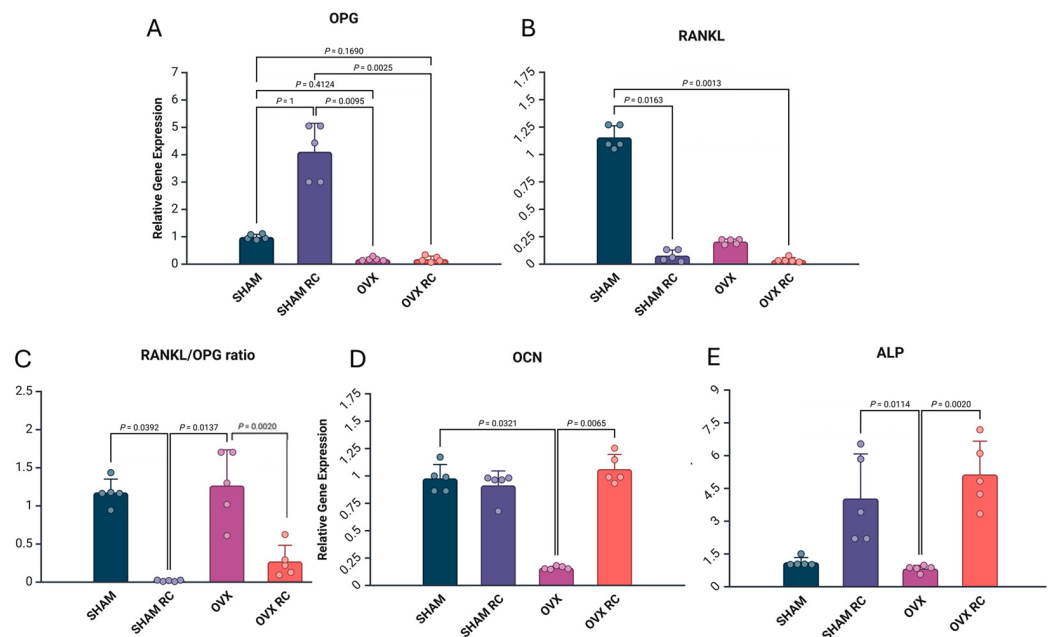 A
OPG
P = 0.1690
P = 0.0025
P = 0.4124
P = 1
P = 0.0095
Relative Gene Expression
7
6
5
4
3
2
1
0
SHAM
SHAM RC
OVX
OVX RC
B
RANKL
P = 0.0013
P = 0.0163
1.75
1.5
1.25
1
0.75
0.5
0.25
0
SHAM
SHAM RC
OVX
OVX RC
C
RANKL/OPG ratio
P = 0.0392
P = 0.0137
P = 0.0020
2.5
2
1.5
1
0.5
0
SHAM
SHAM RC
OVX
OVX RC
D
OCN
P = 0.0321
P = 0.0065
Relative Gene Expression
1.75
1.5
1.25
1
0.75
0.5
0.25
0
SHAM
SHAM RC
OVX
OVX RC
E
ALP
P = 0.0114
P = 0.0020
9
7.5
6
4.5
3
1.5
0
SHAM
SHAM RC
OVX
OVX RC